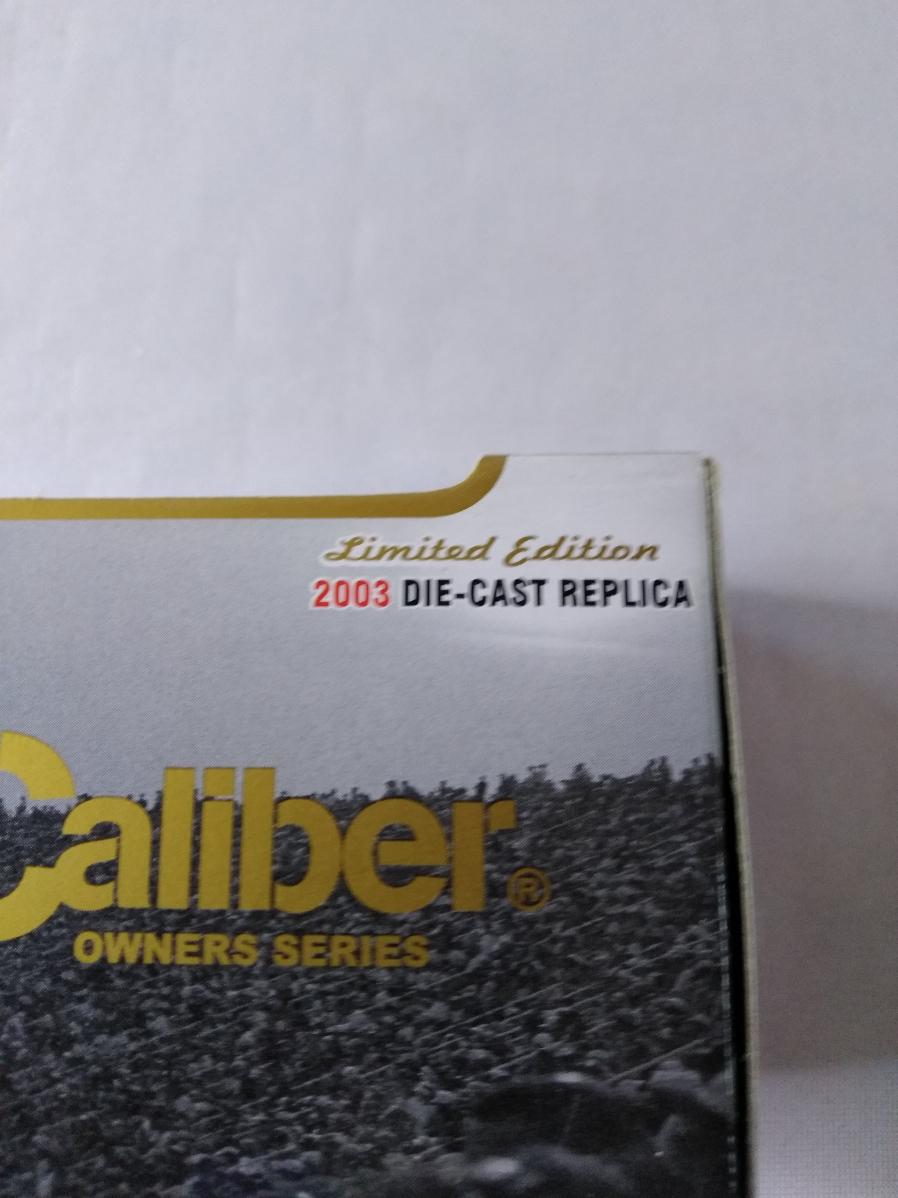 Limited Edition
2003 DIE-CAST REPLICA
Caliber®
OWNERS SERIES